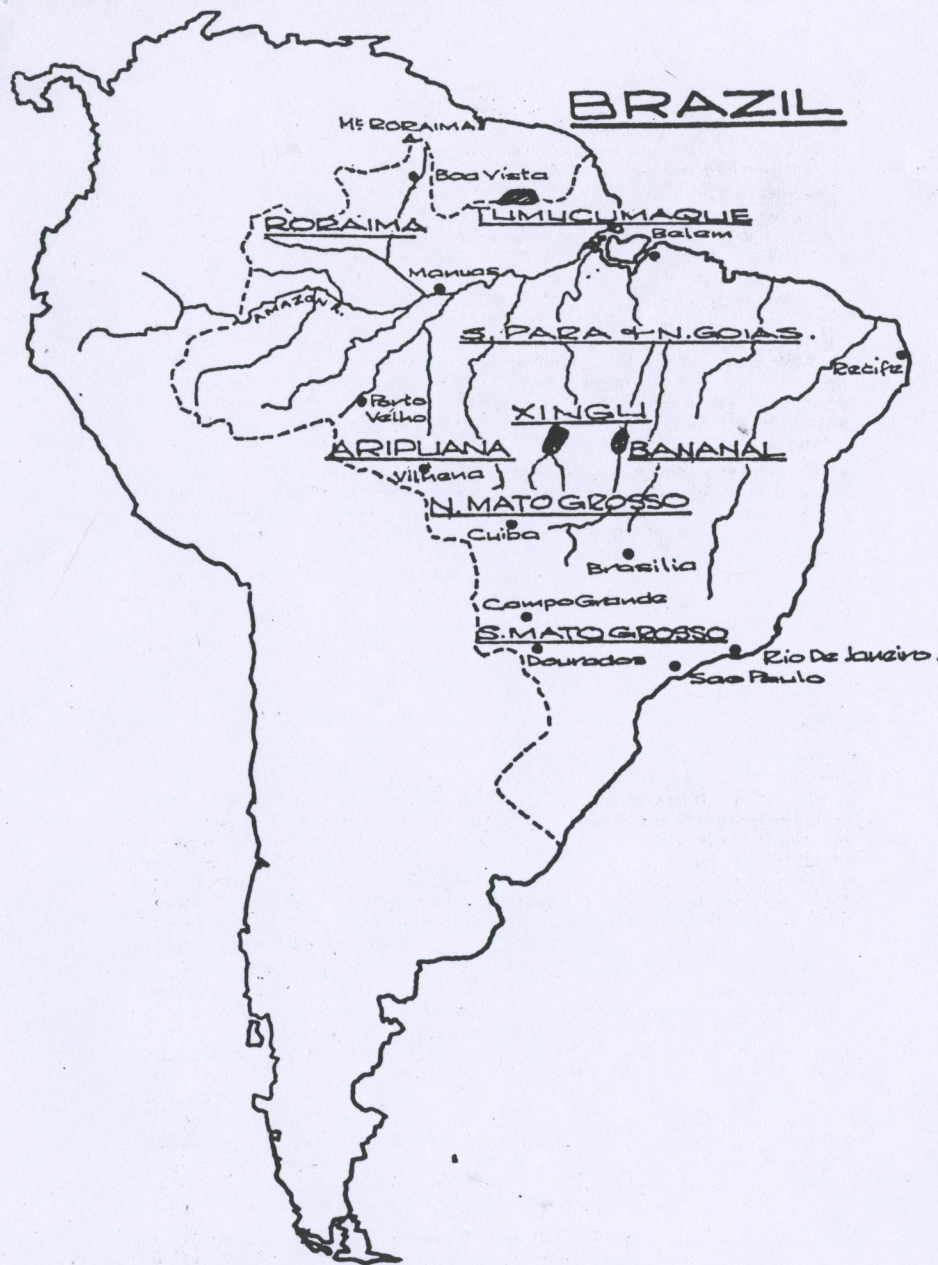 BRAZIL
Mt RORAIMA
Boa Vista
RORAIMA
TUMUCUMAQUE
Belem
Manuas
AMAZON
S. PARA & N. GOIAS.
Recife
Porto
Velho
XINGU
ARIPUANA
BANANAL
Vilhena
N. MATO GROSSO
Cuiba
Brasilia
Campo Grande
S. MATO GROSSO
Dourados
Rio De Janeiro.
Sao Paulo